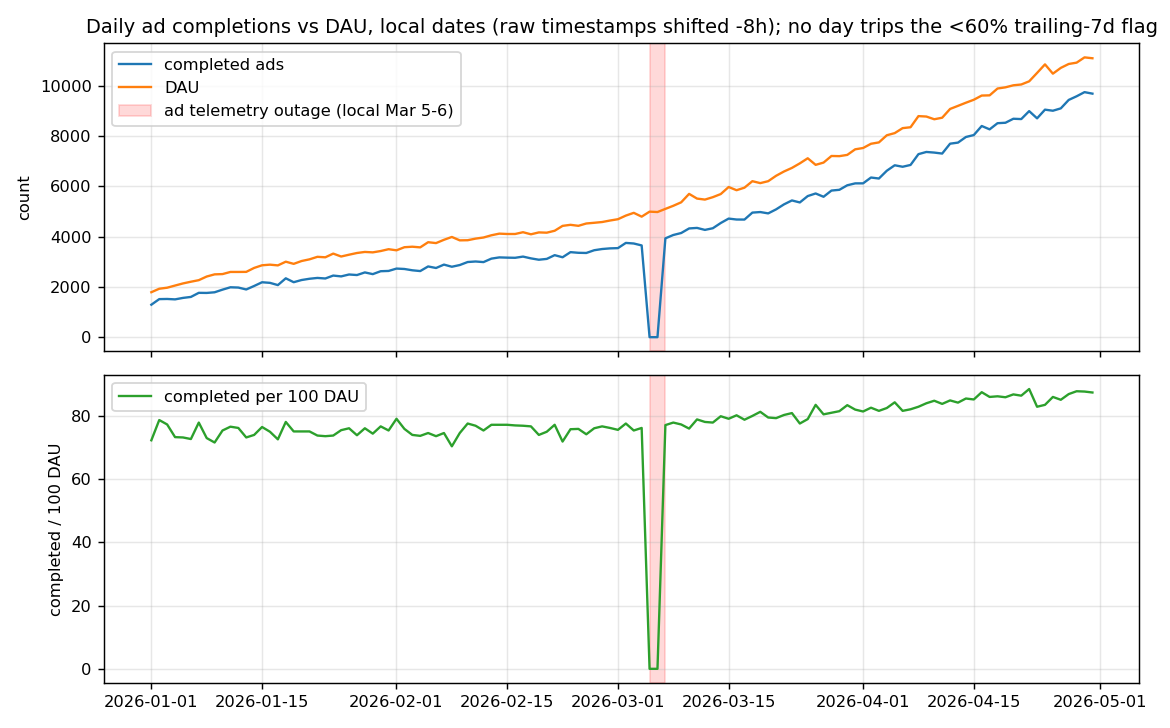 Daily ad completions vs DAU, local dates (raw timestamps shifted -8h); no day trips the <60% trailing-7d flag
completed ads
DAU
ad telemetry outage (local Mar 5-6)
count
10000
8000
6000
4000
2000
0
completed per 100 DAU
completed / 100 DAU
80
60
40
20
0
2026-01-01 2026-01-15 2026-02-01 2026-02-15 2026-03-01 2026-03-15 2026-04-01 2026-04-15 2026-05-01